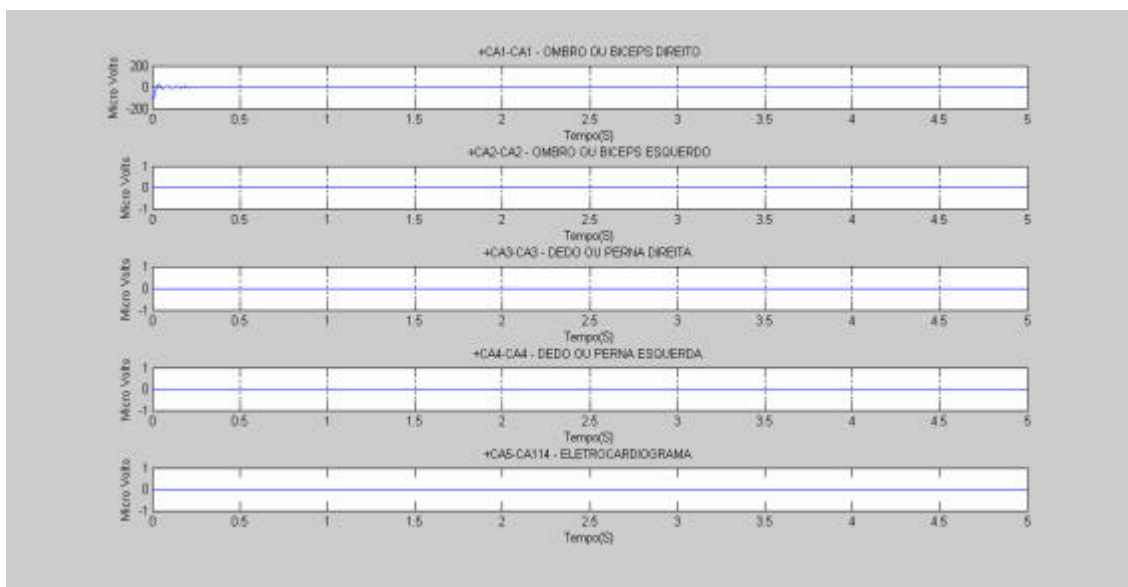 +CA1-CA1 - OMBRO OU BICEPS DIREITO
Micro Volts
200
0
-200
0 0.5 1 1.5 2 2.5 3 3.5 4 4.5 5
Tempo(S)
+CA2-CA2 - OMBRO OU BICEPS ESQUERDO
Micro Volts
1
0
-1
0 0.5 1 1.5 2 2.5 3 3.5 4 4.5 5
Tempo(S)
+CA3-CA3 - DEDO OU PERNA DIREITA
Micro Volts
1
0
-1
0 0.5 1 1.5 2 2.5 3 3.5 4 4.5 5
Tempo(S)
+CA4-CA4 - DEDO OU PERNA ESQUERDA
Micro Volts
1
0
-1
0 0.5 1 1.5 2 2.5 3 3.5 4 4.5 5
Tempo(S)
+CA5-CA114 - ELETROCARDIOGRAMA
Micro Volts
1
0
-1
0 0.5 1 1.5 2 2.5 3 3.5 4 4.5 5
Tempo(S)